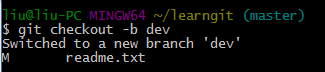 liu@liu-PC MINGW64 ~/learngit (master)
$ git checkout -b dev
Switched to a new branch 'dev'
M       readme.txt